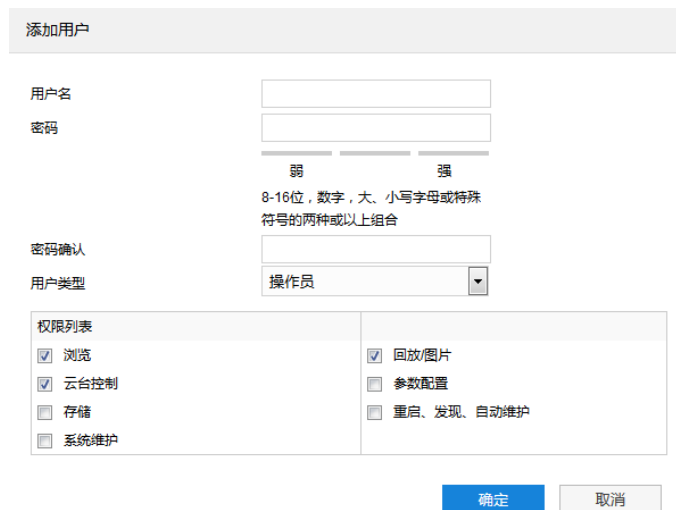 添加用户
用户名
密码
弱 强
8-16位，数字，大、小写字母或特殊
符号的两种或以上组合
密码确认
用户类型 操作员
权限列表
浏览 回放/图片
云台控制 参数配置
存储 重启、发现、自动维护
系统维护
确定 取消